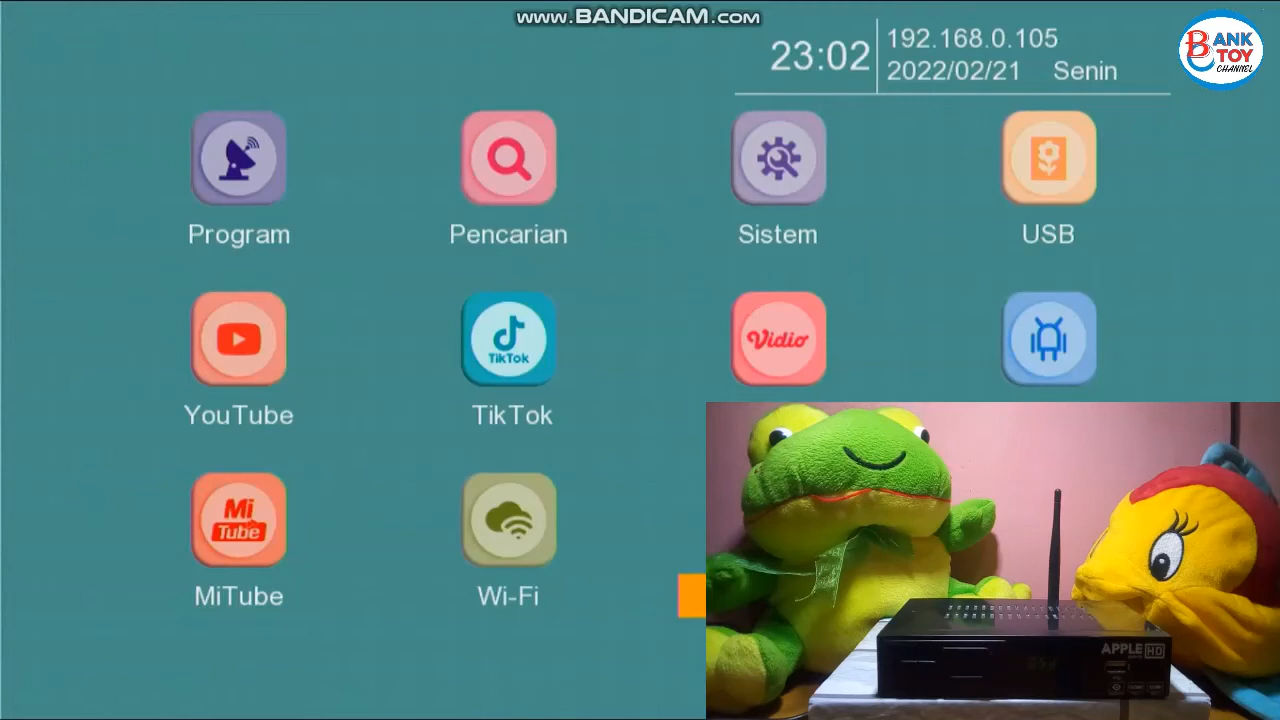 www.BANDICAM.com
23:02
192.168.0.105
2022/02/21 Senin
BANK
TOY
CHANNEL
Program
Pencarian
Sistem
USB
TikTok
Vidio
YouTube
TikTok
Mi
Tube
MiTube
Wi-Fi
APPLE HD